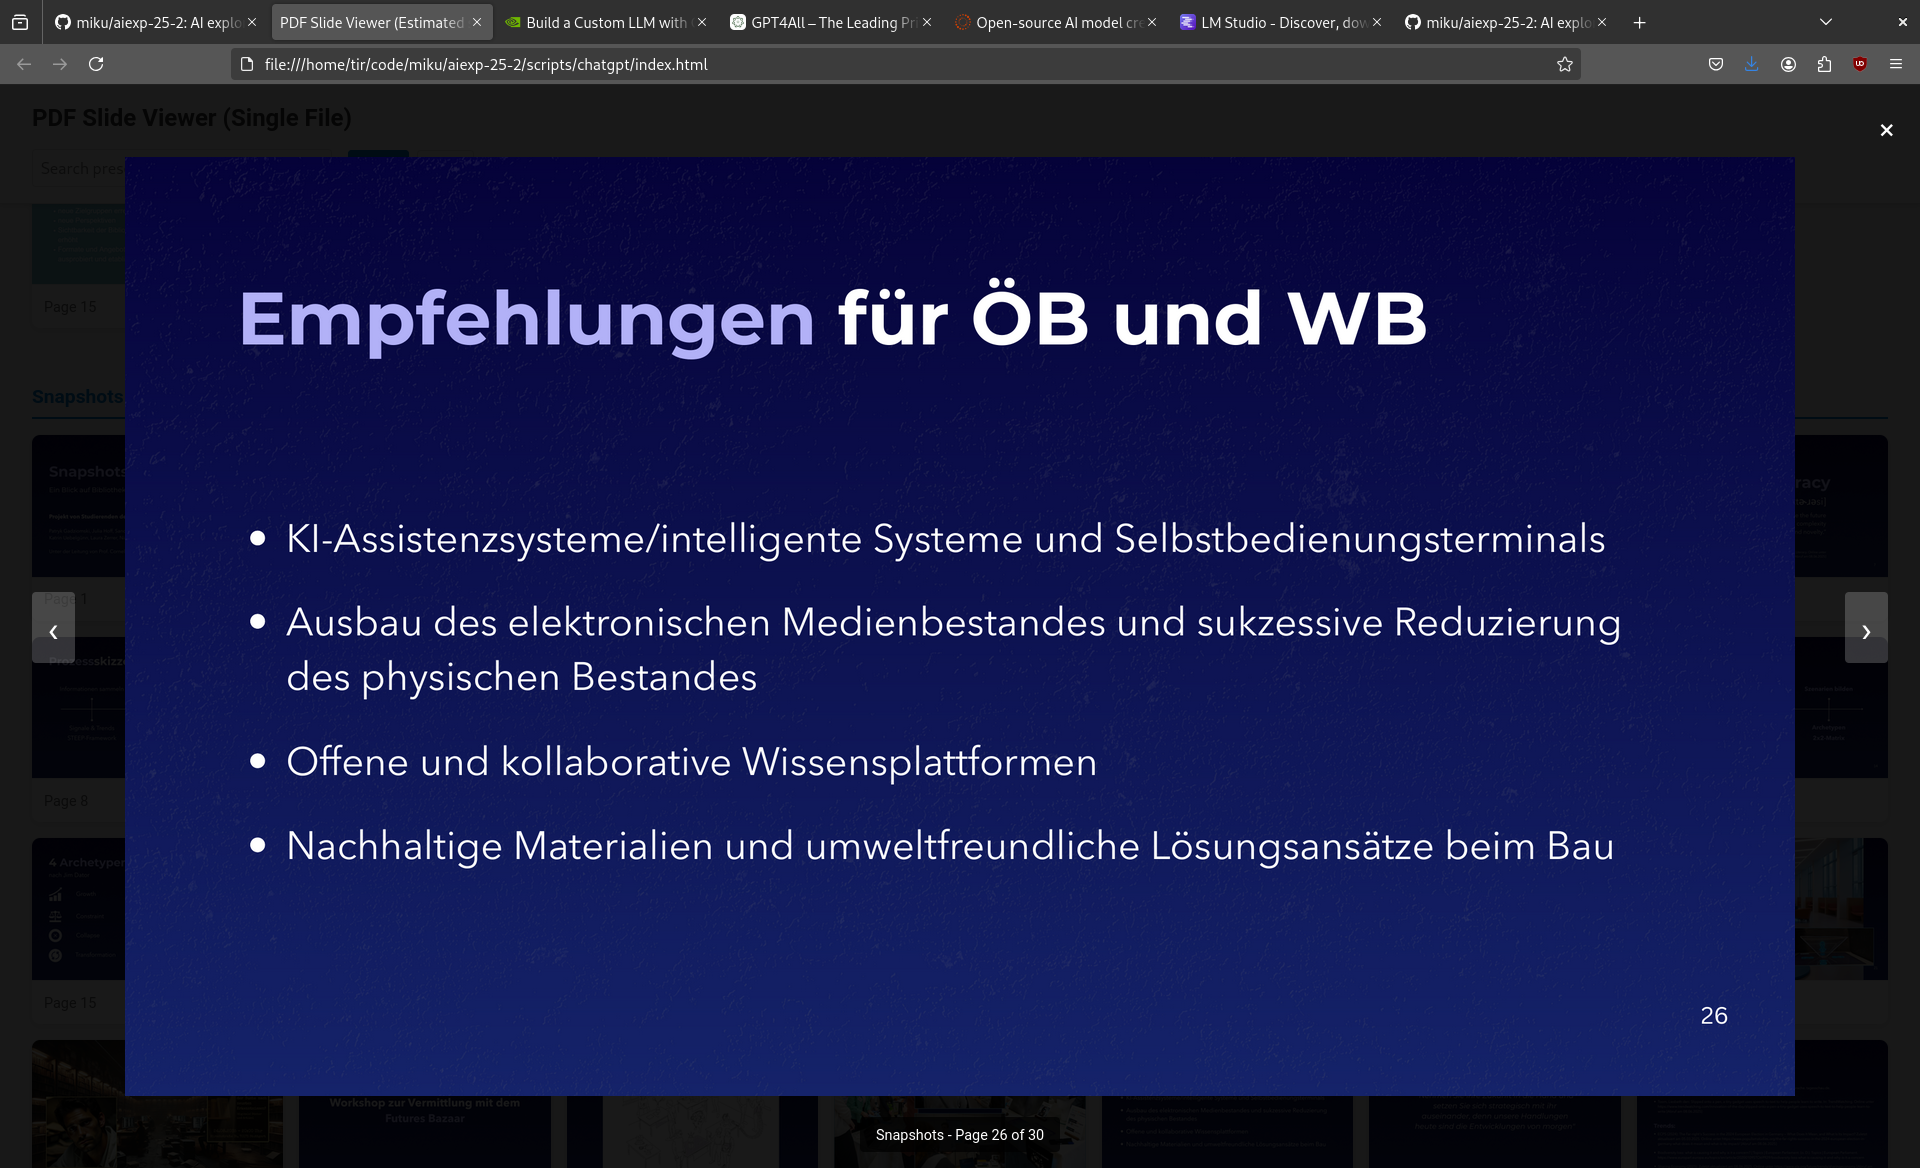 miku/aiexp-25-2: AI explo
PDF Slide Viewer (Estimated
Build a Custom LLM with
GPT4All – The Leading Pri
Open-source AI model cre
LM Studio - Discover, dow
miku/aiexp-25-2: AI explo
file:///home/tir/code/miku/aiexp-25-2/scripts/chatgpt/index.html
PDF Slide Viewer (Single File)
Search pres
Page 15
Snapshots
Snapshots
Page 1
Prozessskizze
Page 8
4 Archetypen
Page 15
Empfehlungen für ÖB und WB
• KI-Assistenzsysteme/intelligente Systeme und Selbstbedienungsterminals
• Ausbau des elektronischen Medienbestandes und sukzessive Reduzierung
des physischen Bestandes
• Offene und kollaborative Wissensplattformen
• Nachhaltige Materialien und umweltfreundliche Lösungsansätze beim Bau
26
racy
Workshop zur Vermittlung mit dem
Futures Bazaar
Snapshots - Page 26 of 30